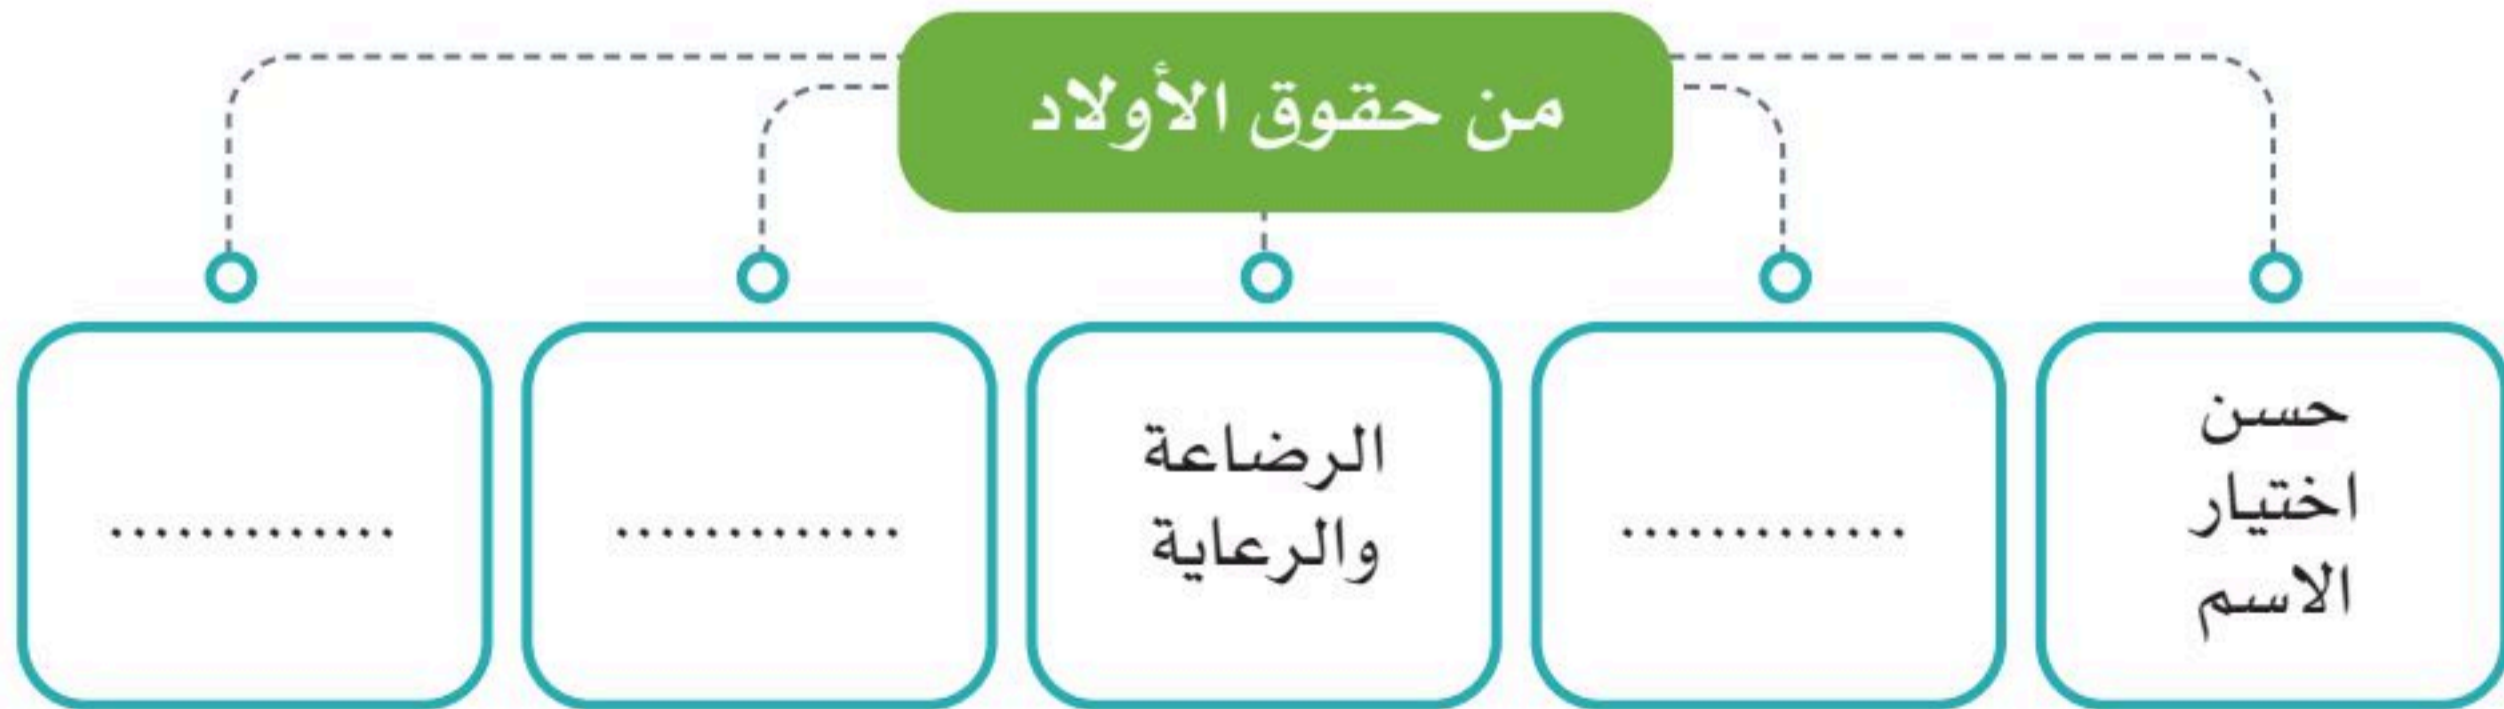 من حقوق الأولاد
حسن
اختيار
الاسم
.............
الرضاعة
والرعاية
.............
.............